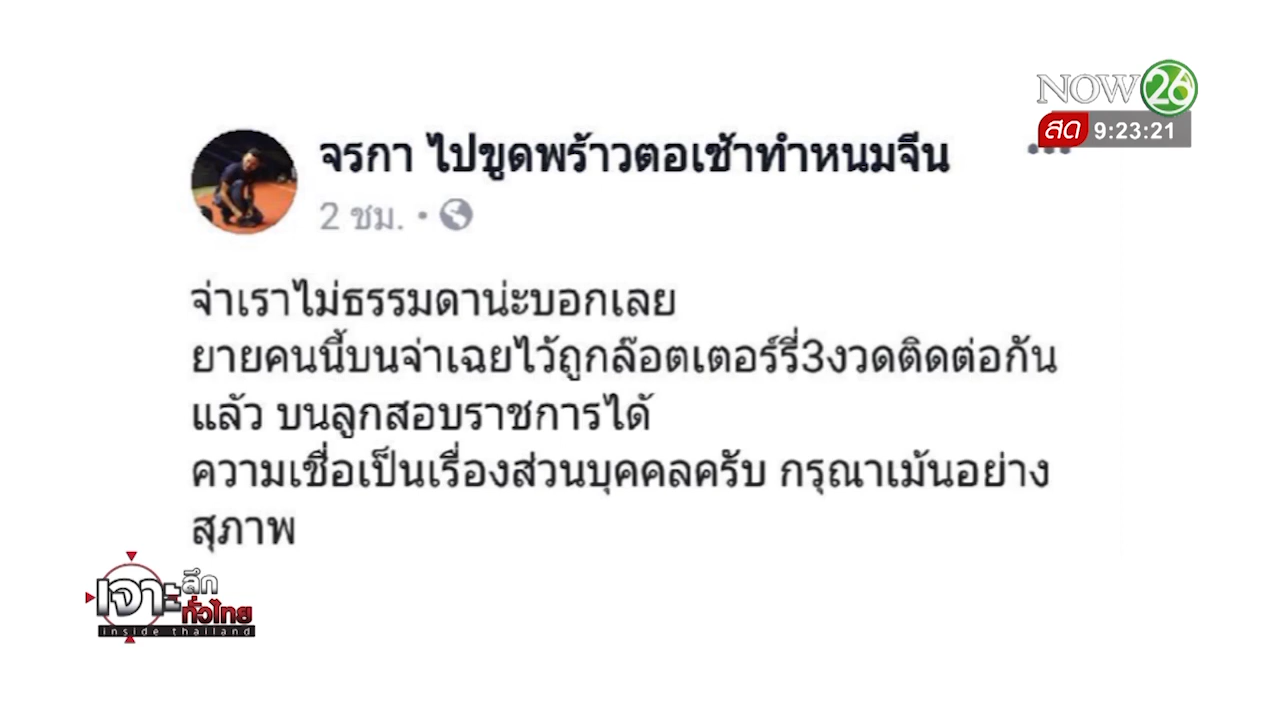 NOW26
สด 9:23:21
จรกา ไปขูดพร้าวตอเช้าทำหนมจีน
2 ชม.
จ่าเราไม่ธรรมดาน่ะบอกเลย
ยายคนนี้บนจ่าเฉยไว้ถูกล๊อตเตอร์รี่3งวดติดต่อกัน
แล้ว บนลูกสอบราชการได้
ความเชื่อเป็นเรื่องส่วนบุคคลครับ กรุณาเม้นอย่าง
สุภาพ
เจาะลึก
ทั่วไทย
inside thailand